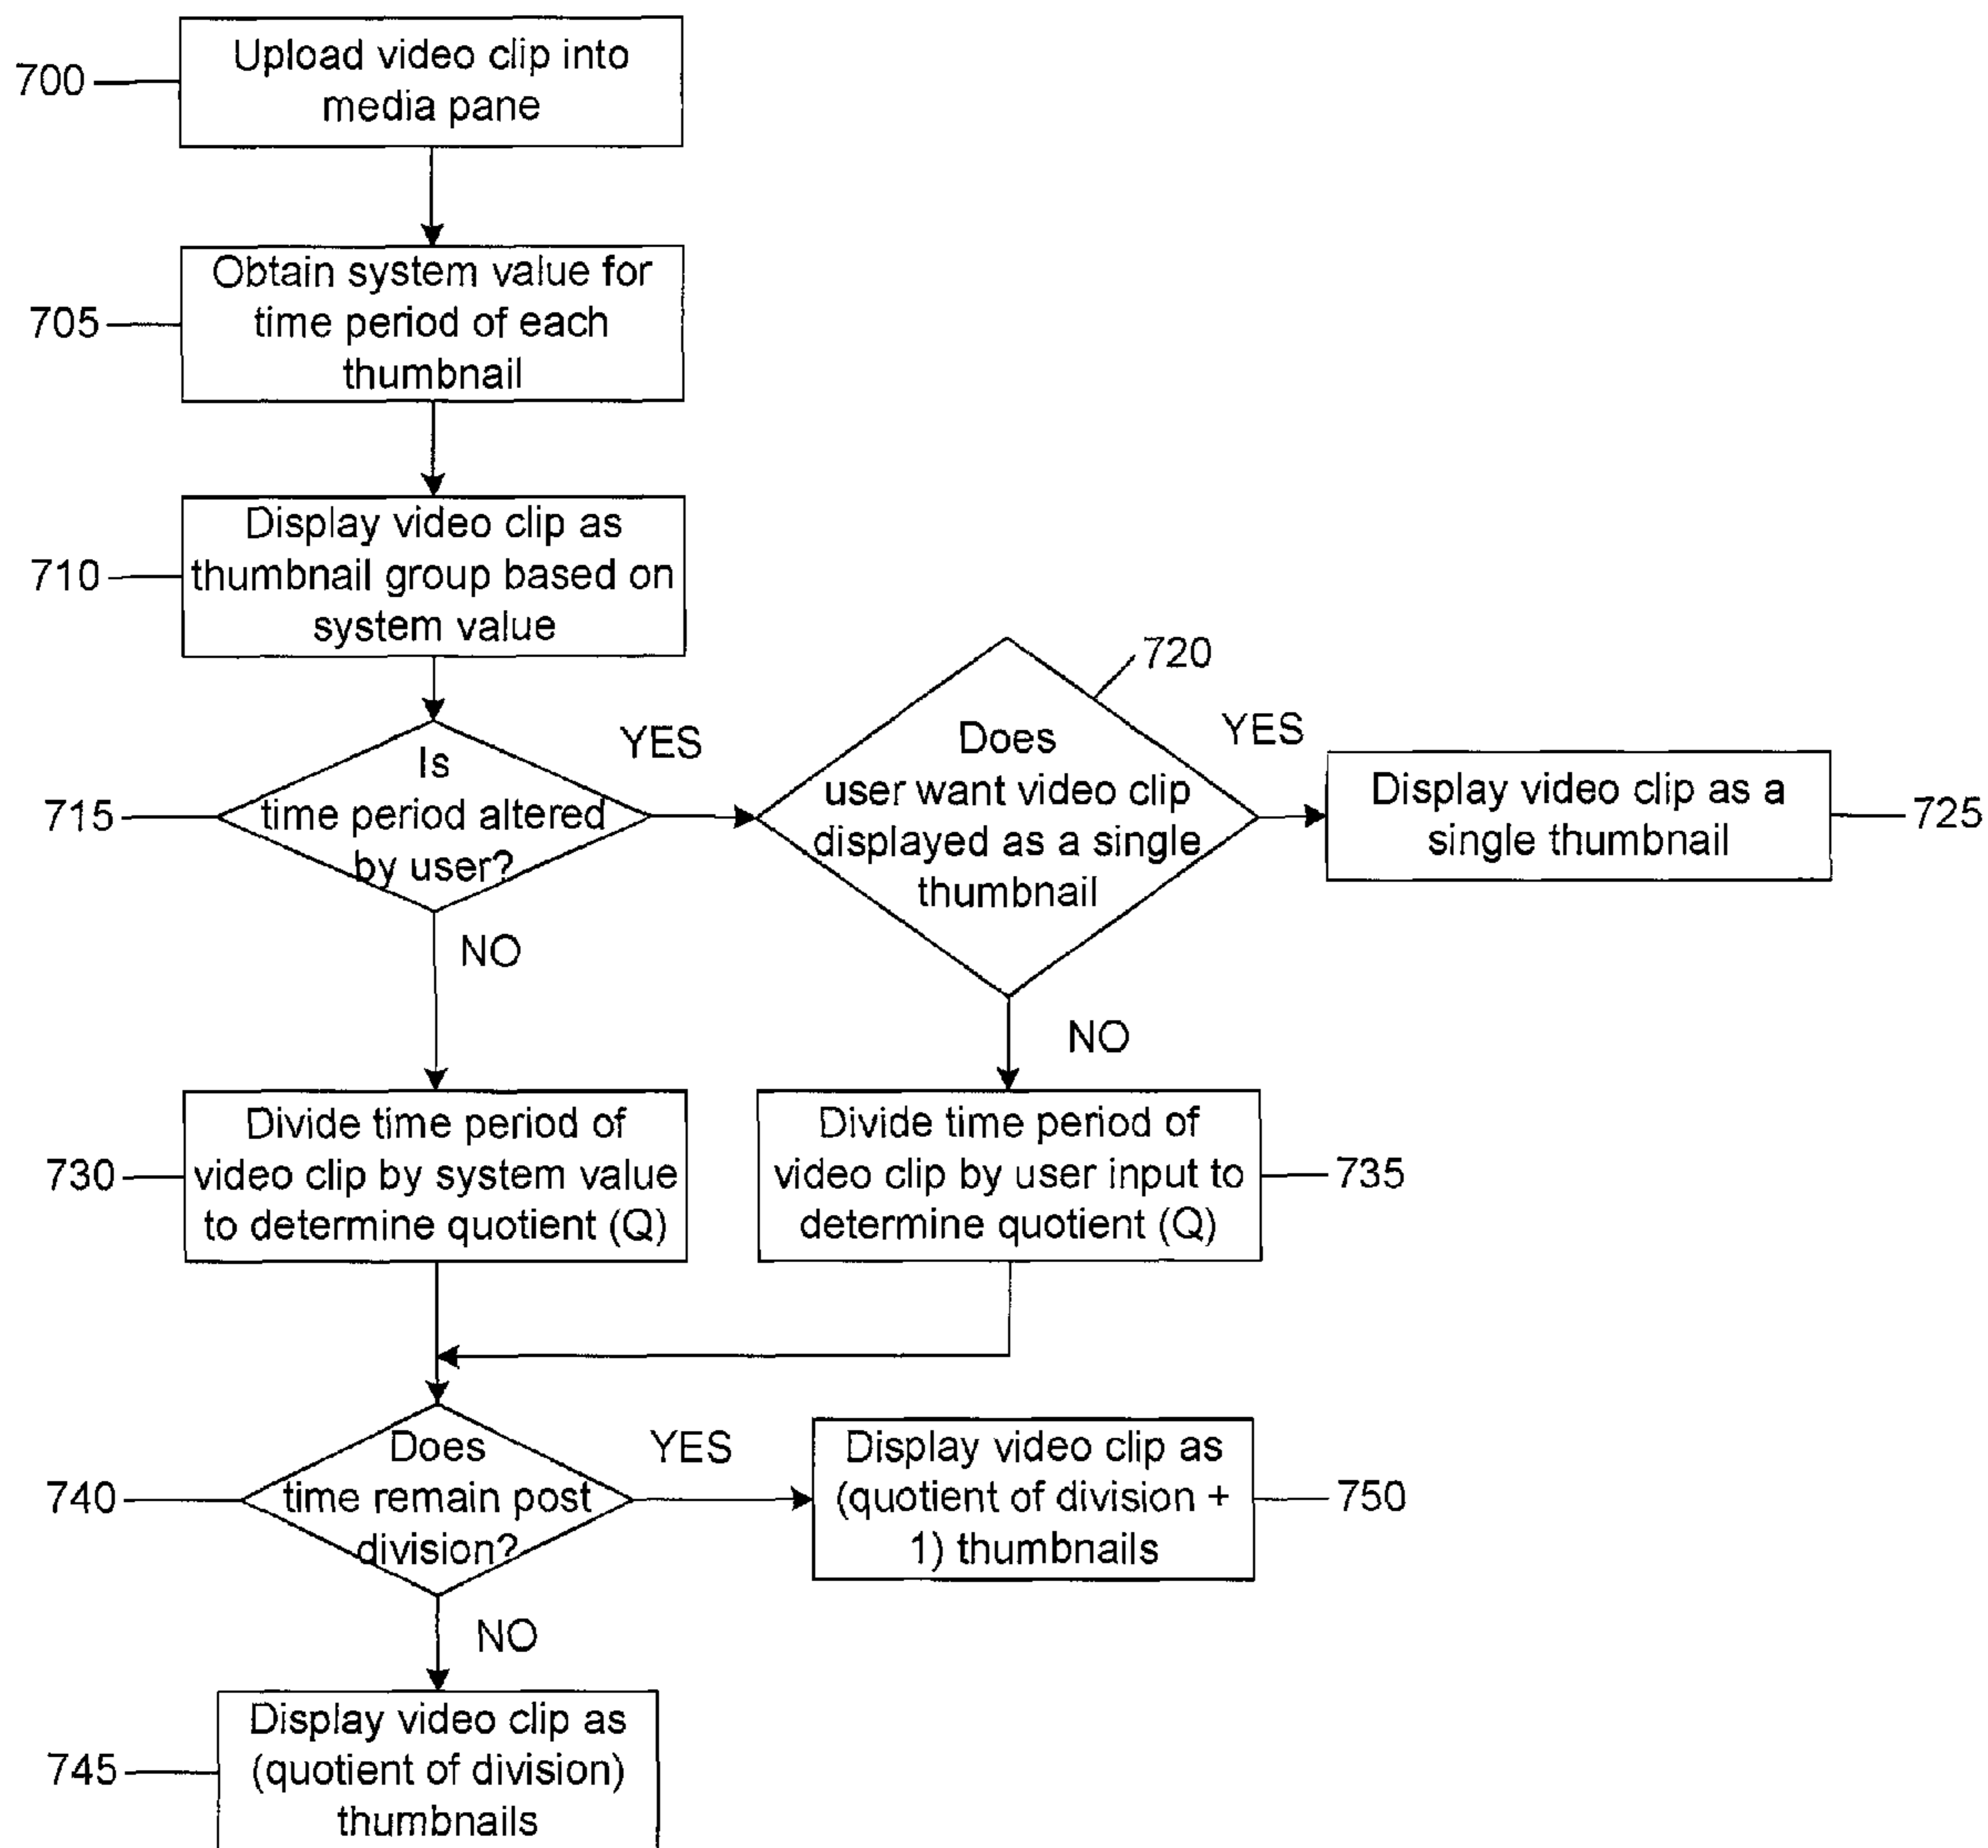 700
Upload video clip into
media pane
705
Obtain system value for
time period of each
thumbnail
710
Display video clip as
thumbnail group based on
system value
715
Is
time period altered
by user?
YES
NO
720
Does
user want video clip
displayed as a single
thumbnail
YES
NO
Display video clip as a
single thumbnail
725
730
Divide time period of
video clip by system value
to determine quotient (Q)
Divide time period of
video clip by user input to
determine quotient (Q)
735
740
Does
time remain post
division?
YES
NO
Display video clip as
(quotient of division +
1) thumbnails
750
745
Display video clip as
(quotient of division)
thumbnails